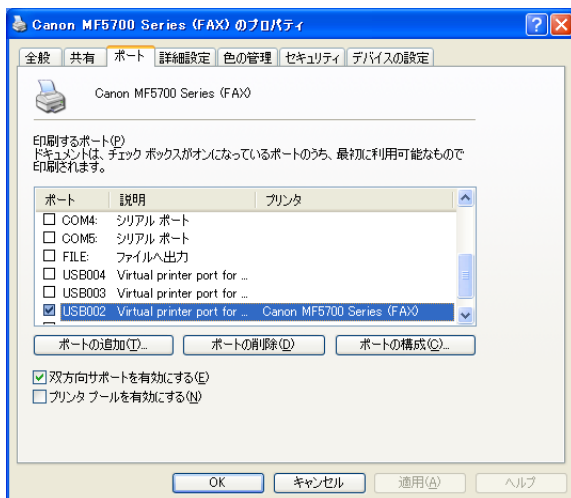 Canon MF5700 Series (FAX) のプロパティ
全般 共有 ポート 詳細設定 色の管理 セキュリティ デバイスの設定
Canon MF5700 Series (FAX)
印刷するポート(P)
ドキュメントは、チェック ボックスがオンになっているポートのうち、最初に利用可能なもので
印刷されます。
ポート 説明 プリンタ
COM4: シリアル ポート
COM5: シリアル ポート
FILE: ファイルへ出力
USB004 Virtual printer port for ...
USB003 Virtual printer port for ...
USB002 Virtual printer port for ... Canon MF5700 Series (FAX)
ポートの追加(T)... ポートの削除(D) ポートの構成(C)...
双方向サポートを有効にする(E)
プリンタ プールを有効にする(N)
OK キャンセル 適用(A) ヘルプ